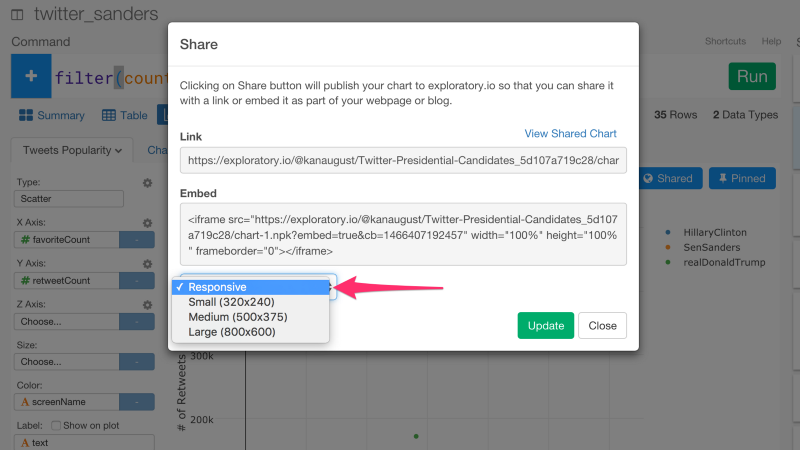 twitter_sanders
Command
Shortcuts Help
+ filter(coun
Run
Summary Table
35 Rows 2 Data Types
Tweets Popularity
Cha
Shared Pinned
Type:
Scatter
X Axis:
# favoriteCount -
Y Axis:
# retweetCount -
Z Axis:
Choose... -
Size:
Choose... -
Color:
A screenName -
Label: Show on plot
A text
Share
Clicking on Share button will publish your chart to exploratory.io so that you can share it
with a link or embed it as part of your webpage or blog.
Link
View Shared Chart
https://exploratory.io/@kanaugust/Twitter-Presidential-Candidates_5d107a719c28/char
Embed
<iframe src="https://exploratory.io/@kanaugust/Twitter-Presidential-Candidates_5d107
a719c28/chart-1.npk?embed=true&cb=1466407192457" width="100%" height="100%
" frameborder="0"></iframe>
✓ Responsive
Small (320x240)
Medium (500x375)
Large (800x600)
Update Close
HillaryClinton
SenSanders
realDonaldTrump
# of Retweets
300k
200k